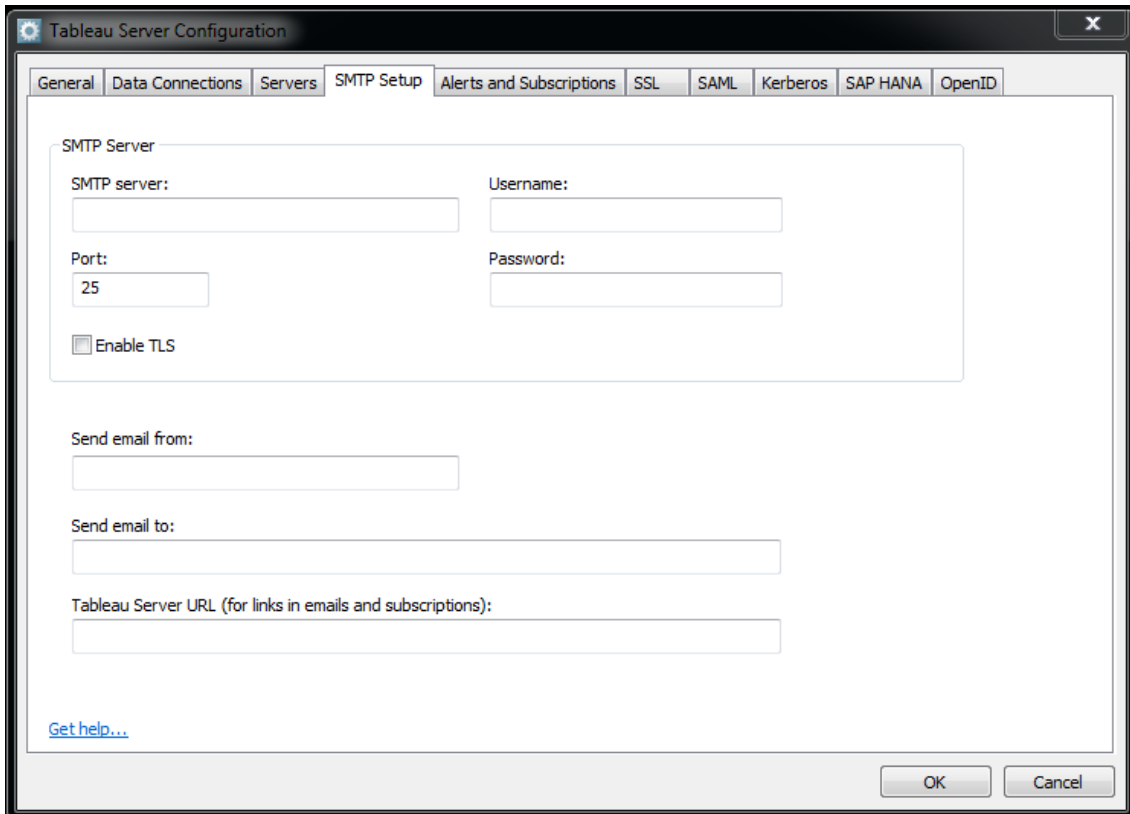 Tableau Server Configuration
General Data Connections Servers SMTP Setup Alerts and Subscriptions SSL SAML Kerberos SAP HANA OpenID
SMTP Server
SMTP server: Username:
Port: Password:
25
Enable TLS
Send email from:
Send email to:
Tableau Server URL (for links in emails and subscriptions):
Get help...
OK Cancel